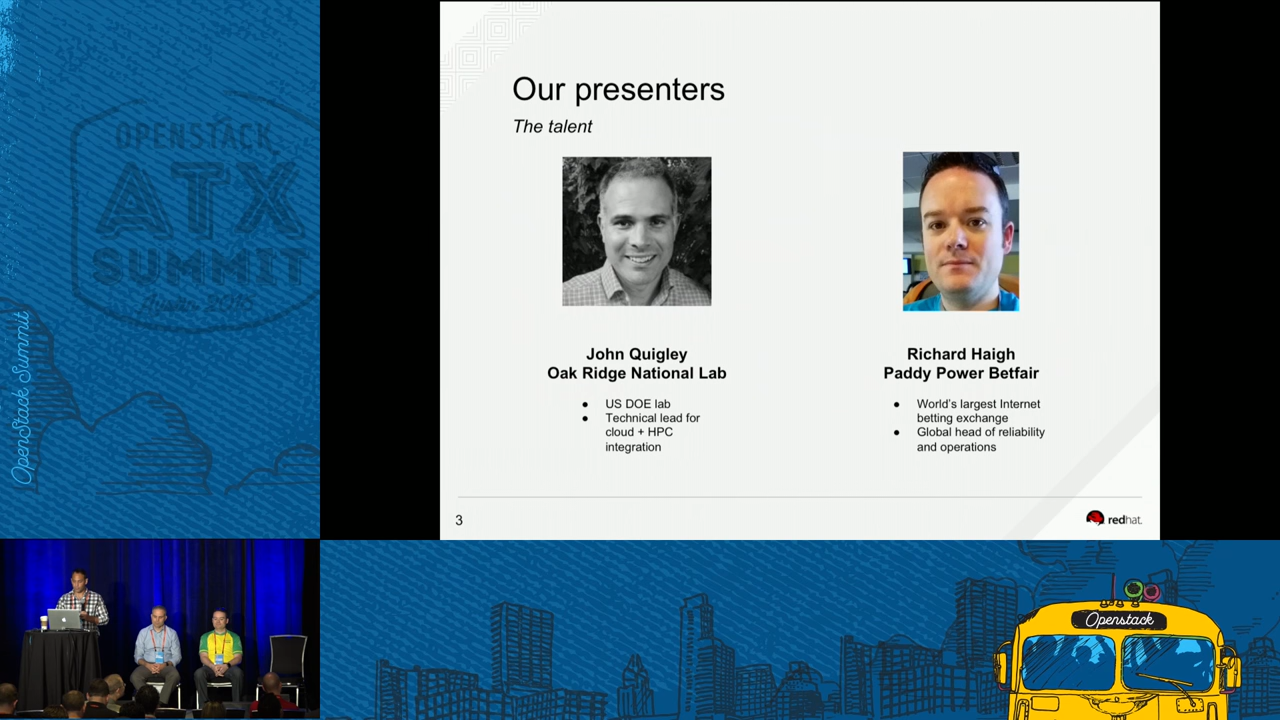 OPENSTACK
ATX
SUMMIT
Austin
OpenStack Summit
Our presenters
The talent
John Quigley
Oak Ridge National Lab
● US DOE lab
● Technical lead for
cloud + HPC
integration
Richard Haigh
Paddy Power Betfair
● World's largest Internet
betting exchange
● Global head of reliability
and operations
3
redhat.
Openstack